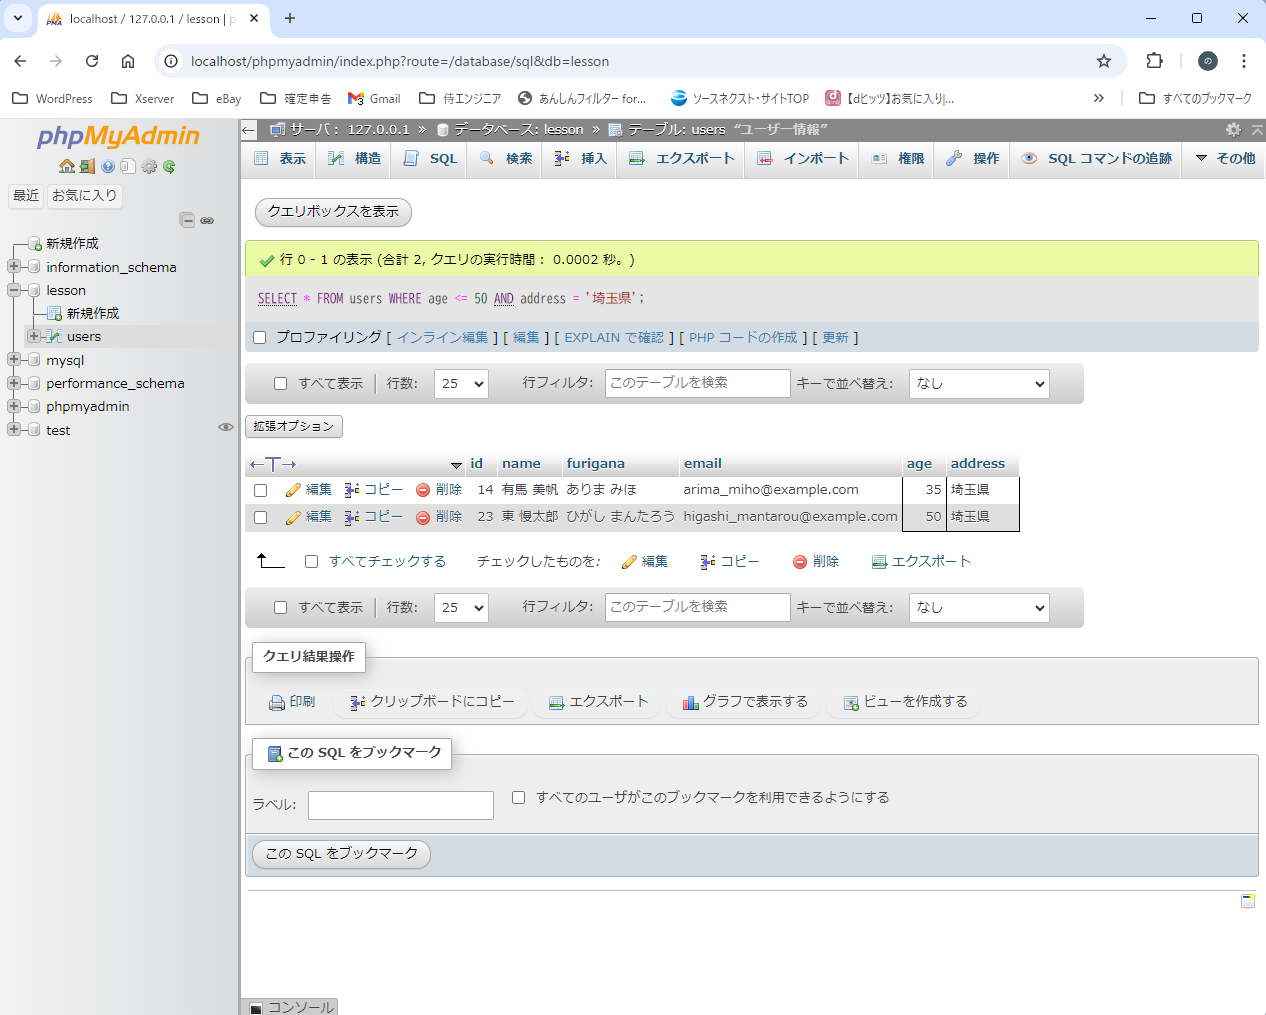 localhost / 127.0.0.1 / lesson | p
localhost/phpmyadmin/index.php?route=/database/sql&db=lesson
の
WordPress Xserver eBay 確定申告 Gmail 侍エンジニア あんしんフィルター for... ソースネクスト・サイトTOP 【dヒッツ】お気に入り|... » すべてのブックマーク
phpMyAdmin
最近 お気に入り
新規作成
information_schema
lesson
新規作成
users
mysql
performance_schema
phpmyadmin
test
サーバ： 127.0.0.1 » データベース: lesson » テーブル: users “ユーザー情報”
表示 構造 SQL 検索 挿入 エクスポート インポート 権限 操作 SQL コマンドの追跡 その他
クエリボックスを表示
行 0 - 1 の表示 (合計 2, クエリの実行時間： 0.0002 秒。)
SELECT * FROM users WHERE age <= 50 AND address = '埼玉県';
プロファイリング [ インライン編集 ] [ 編集 ] [ EXPLAIN で確認 ] [ PHP コードの作成 ] [ 更新 ]
すべて表示 行数: 25 行フィルタ: このテーブルを検索 キーで並べ替え: なし
拡張オプション
←T→ id name furigana email age address
編集 コピー 削除 14 有馬 美帆 ありま みほ arima_miho@example.com 35 埼玉県
編集 コピー 削除 23 東 慢太郎 ひがし まんたろう higashi_mantarou@example.com 50 埼玉県
すべてチェックする チェックしたものを: 編集 コピー 削除 エクスポート
すべて表示 行数: 25 行フィルタ: このテーブルを検索 キーで並べ替え: なし
クエリ結果操作
印刷 クリップボードにコピー エクスポート グラフで表示する ビューを作成する
この SQL をブックマーク
ラベル: すべてのユーザがこのブックマークを利用できるようにする
この SQL をブックマーク
コンソール